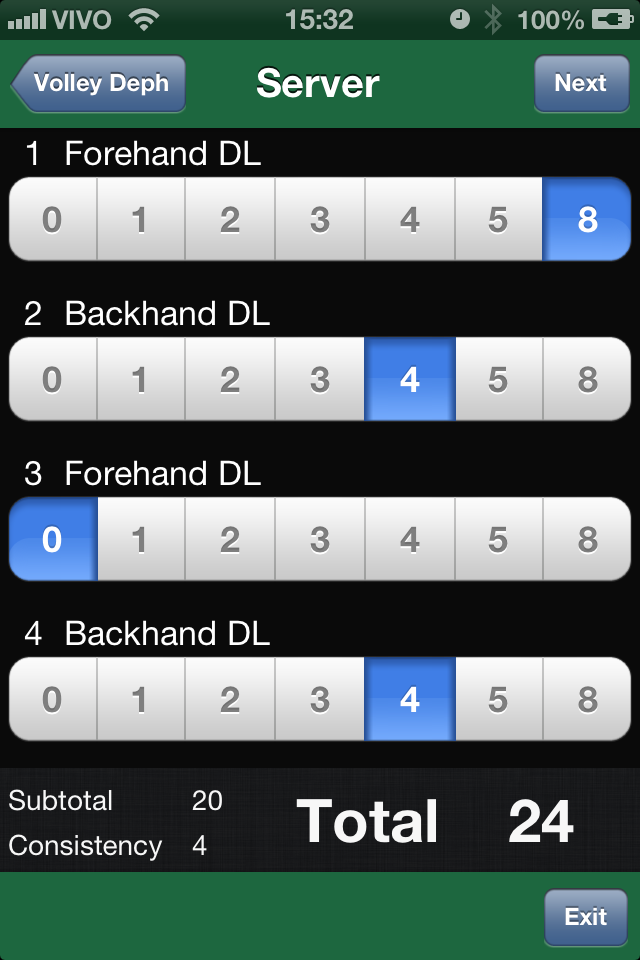 VIVO 15:32 100%
Volley Deph Server Next
1 Forehand DL
0 1 2 3 4 5 8
2 Backhand DL
0 1 2 3 4 5 8
3 Forehand DL
0 1 2 3 4 5 8
4 Backhand DL
0 1 2 3 4 5 8
Subtotal 20
Total 24
Consistency 4
Exit